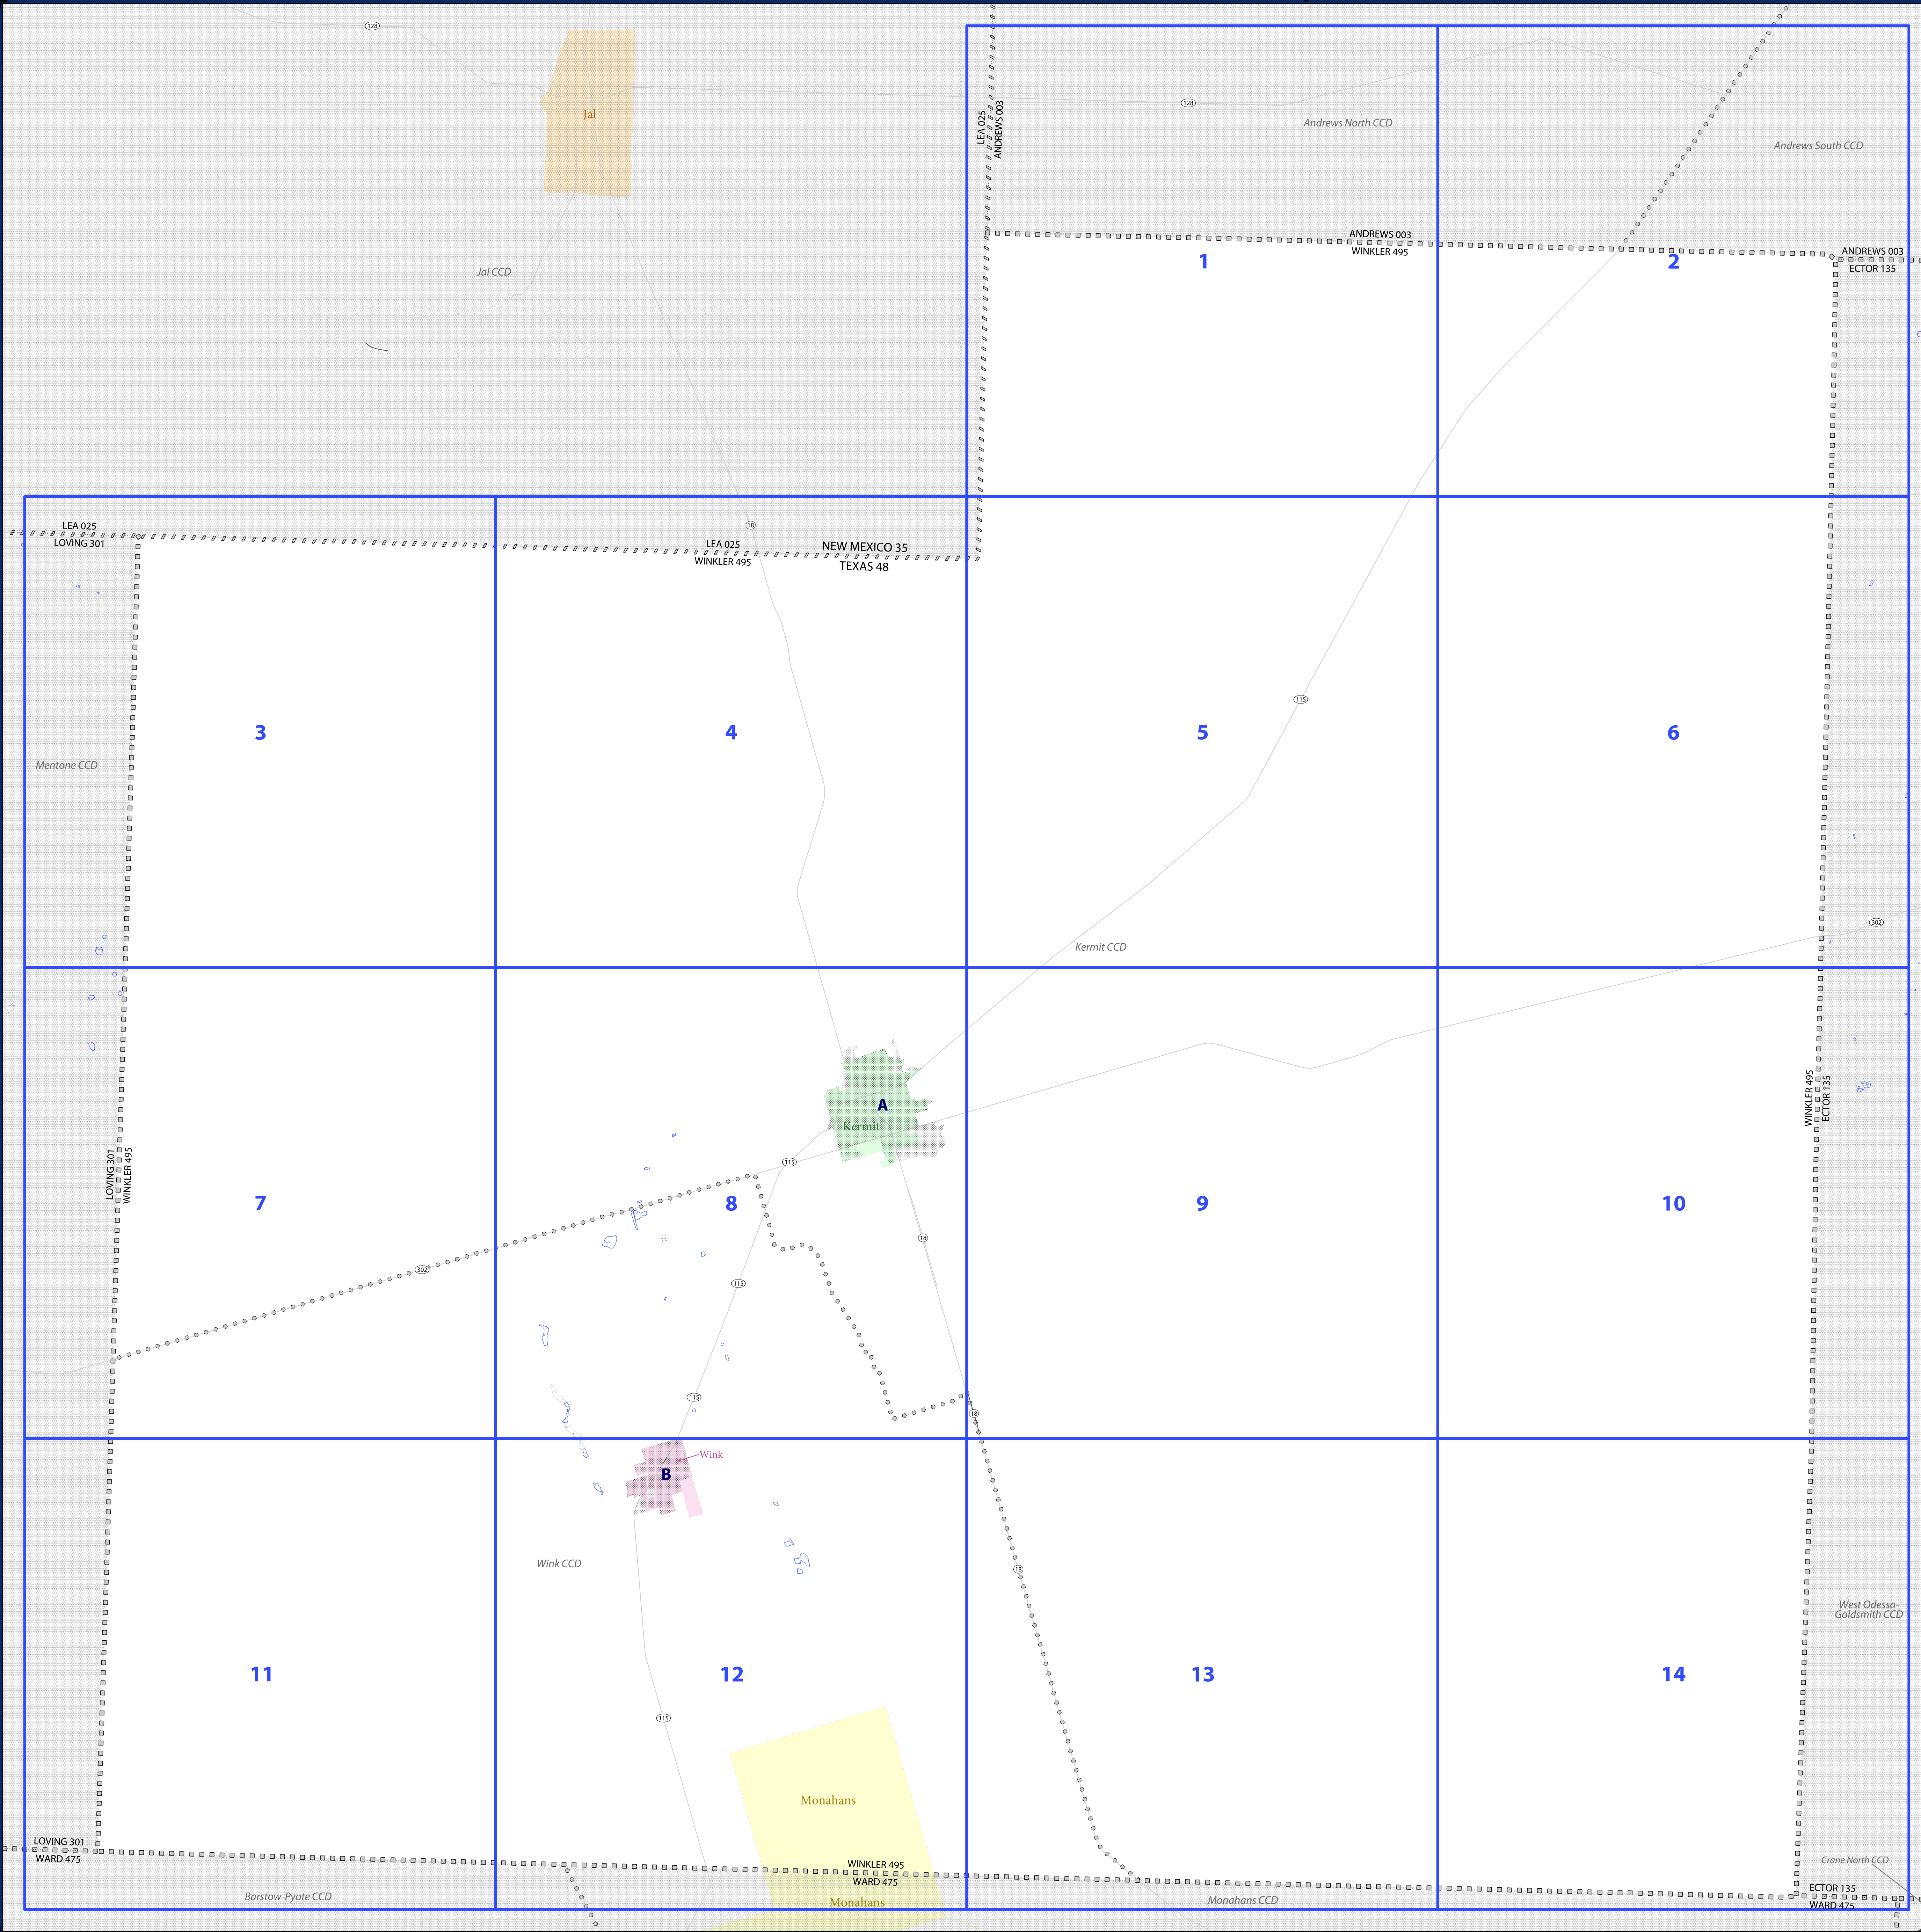 128
Jal
LEA 025
ANDREWS 003
128
Andrews North CCD
Andrews South CCD
ANDREWS 003
WINKLER 495
ANDREWS 003
ECTOR 135
1
2
Jal CCD
LEA 025
LOVING 301
18
LEA 025
WINKLER 495
NEW MEXICO 35
TEXAS 48
115
3
4
5
6
Mentone CCD
302
Kermit CCD
A
Kermit
WINKLER 495
ECTOR 135
115
LOVING 301
WINKLER 495
7
8
9
10
18
302
115
115
18
Wink
B
Wink CCD
18
West Odessa-
Goldsmith CCD
11
12
13
14
115
Monahans
LOVING 301
WARD 475
WINKLER 495
WARD 475
Crane North CCD
ECTOR 135
WARD 475
Barstow-Pyote CCD
Monahans
Monahans CCD